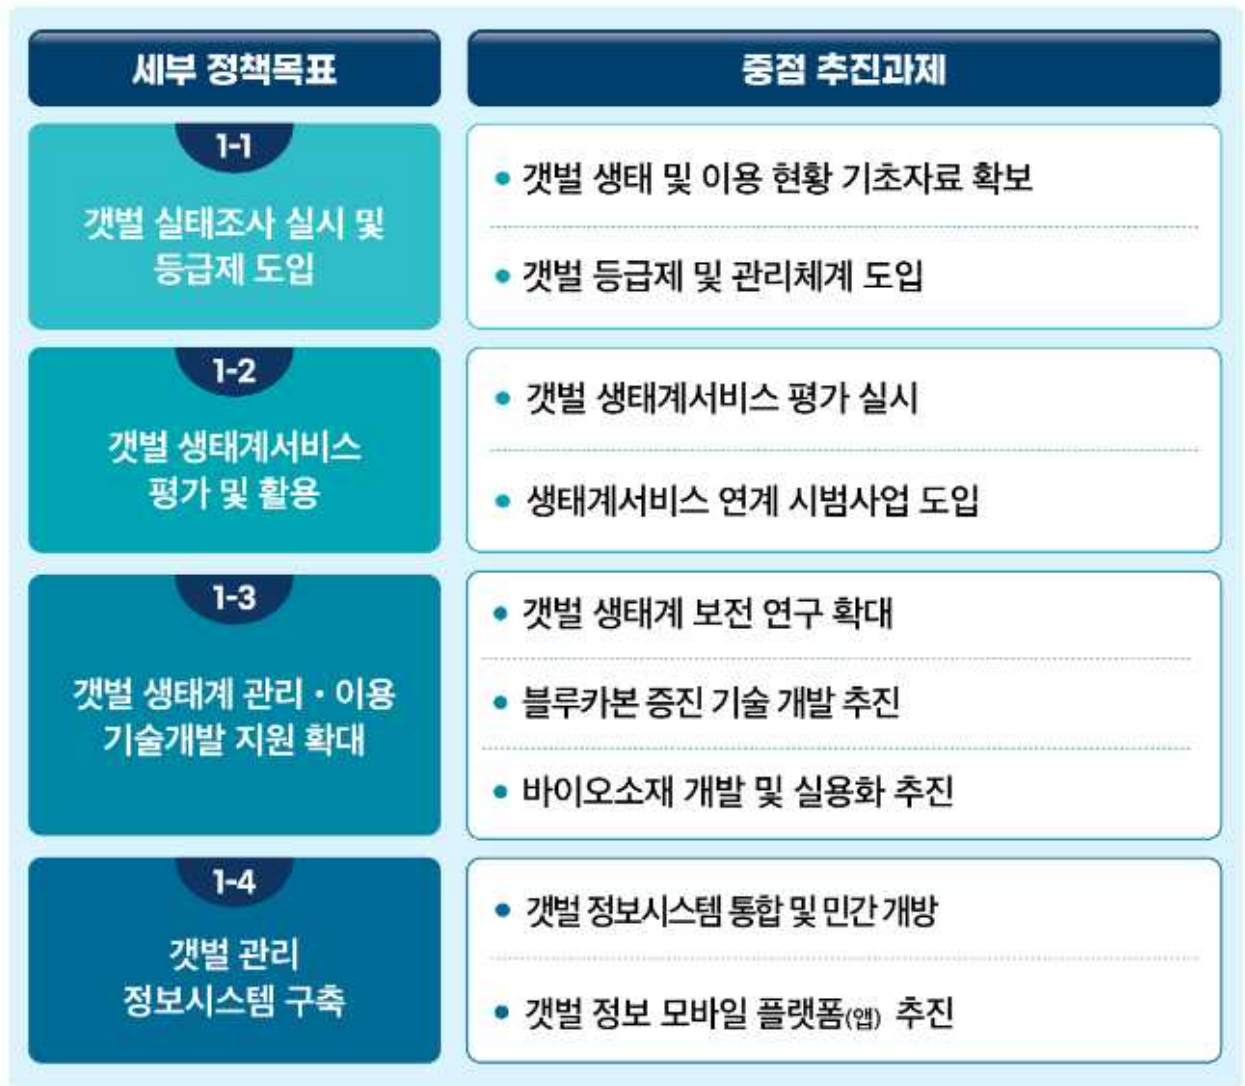 세부 정책목표
중점 추진과제
1-1
갯벌 실태조사 실시 및
등급제 도입
• 갯벌 생태 및 이용 현황 기초자료 확보
• 갯벌 등급제 및 관리체계 도입
1-2
갯벌 생태계서비스
평가 및 활용
• 갯벌 생태계서비스 평가 실시
• 생태계서비스 연계 시범사업 도입
1-3
갯벌 생태계 관리・이용
기술개발 지원 확대
• 갯벌 생태계 보전 연구 확대
• 블루카본 증진 기술 개발 추진
• 바이오소재 개발 및 실용화 추진
1-4
갯벌 관리
정보시스템 구축
• 갯벌 정보시스템 통합 및 민간 개방
• 갯벌 정보 모바일 플랫폼(앱) 추진